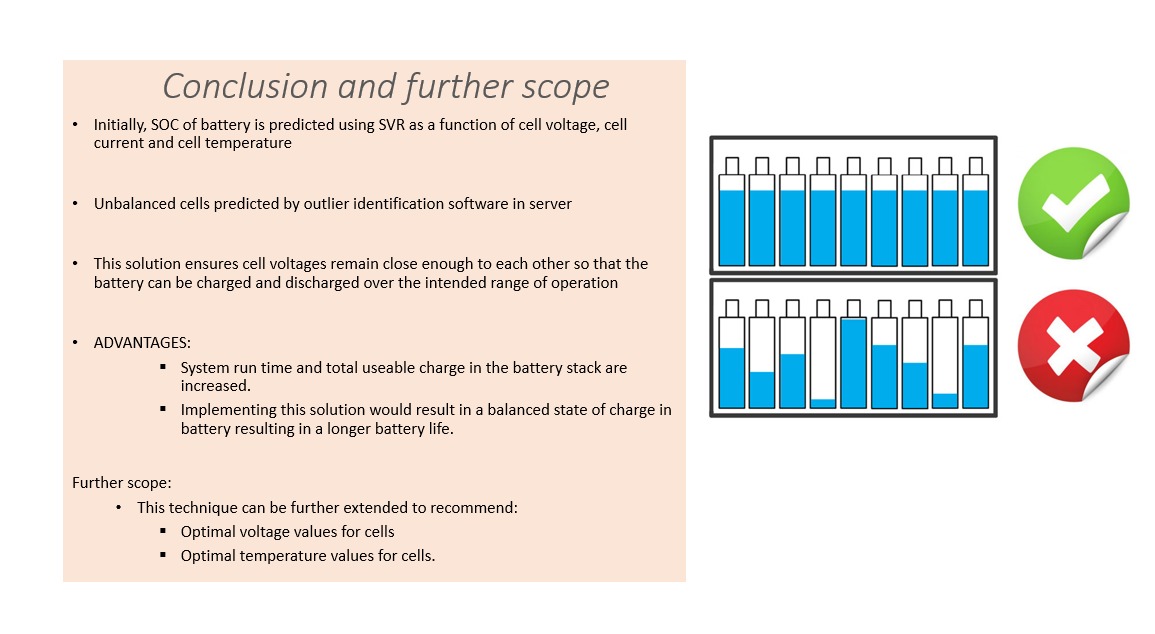 Conclusion and further scope
• Initially, SOC of battery is predicted using SVR as a function of cell voltage, cell
current and cell temperature
• Unbalanced cells predicted by outlier identification software in server
• This solution ensures cell voltages remain close enough to each other so that the
battery can be charged and discharged over the intended range of operation
• ADVANTAGES:
▪ System run time and total useable charge in the battery stack are
increased.
▪ Implementing this solution would result in a balanced state of charge in
battery resulting in a longer battery life.
Further scope:
• This technique can be further extended to recommend:
▪ Optimal voltage values for cells
▪ Optimal temperature values for cells.